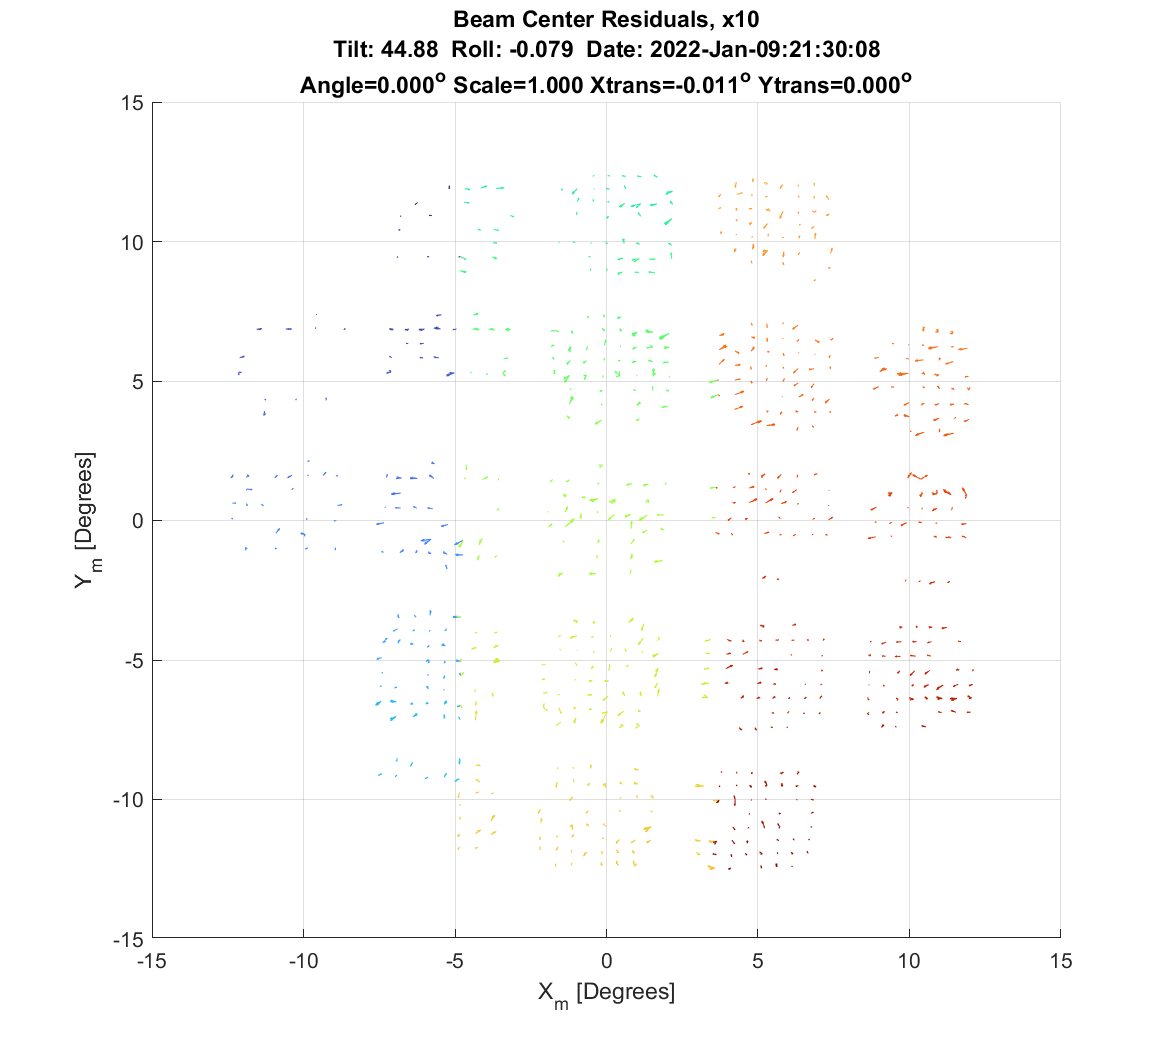 Beam Center Residuals, x10
Tilt: 44.88 Roll: -0.079 Date: 2022-Jan-09:21:30:08
Angle=0.000° Scale=1.000 Xtrans=-0.011° Ytrans=0.000°
15
10
5
0
-5
-10
-15
Y_m [Degrees]
-15 -10 -5 0 5 10 15
X_m [Degrees]